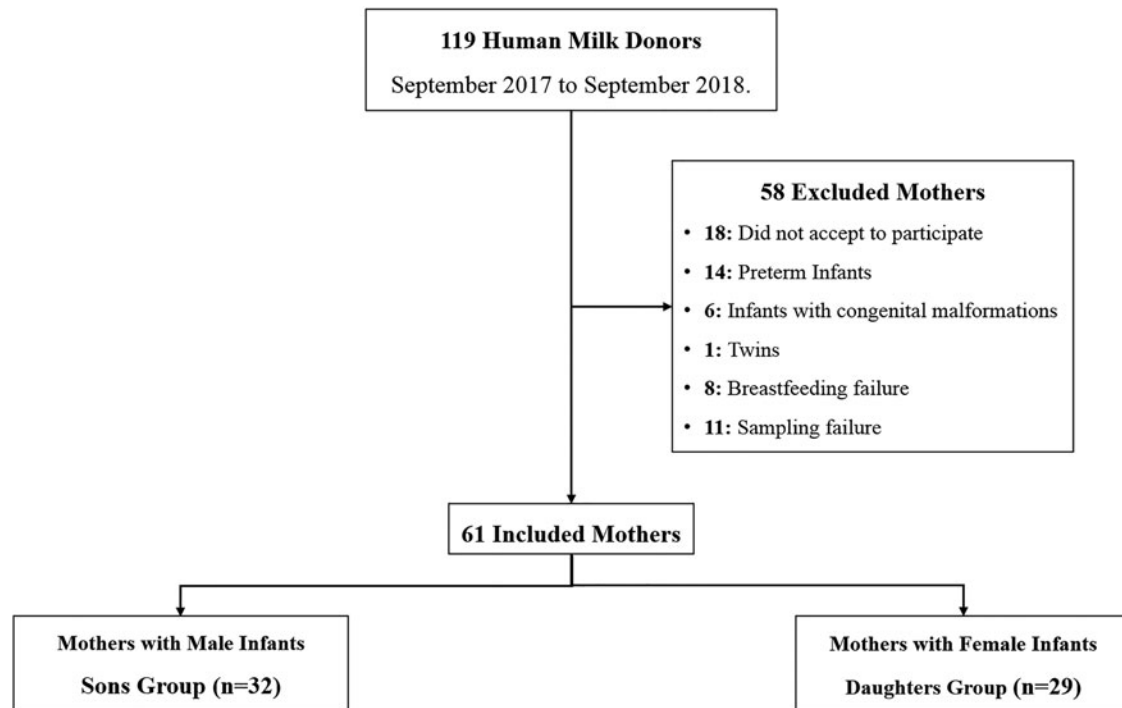 119 Human Milk Donors
September 2017 to September 2018.
58 Excluded Mothers
• 18: Did not accept to participate
• 14: Preterm Infants
• 6: Infants with congenital malformations
• 1: Twins
• 8: Breastfeeding failure
• 11: Sampling failure
61 Included Mothers
Mothers with Male Infants
Sons Group (n=32)
Mothers with Female Infants
Daughters Group (n=29)